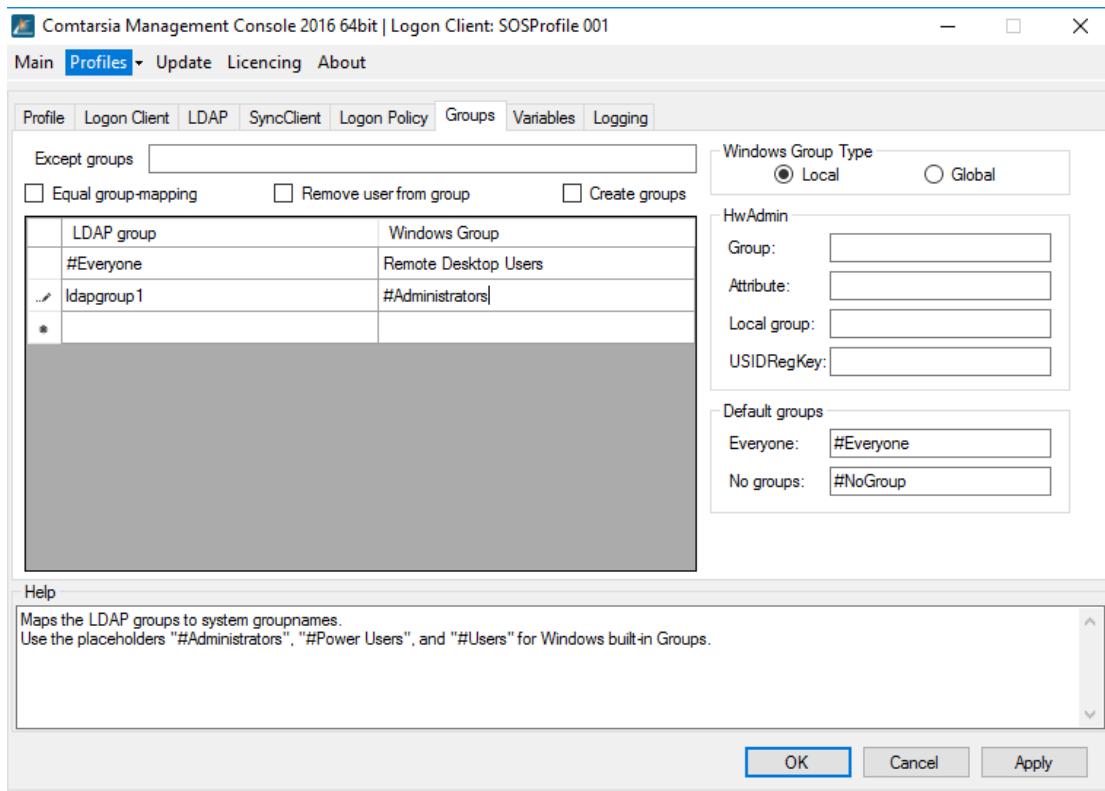 Comtarsia Management Console 2016 64bit | Logon Client: SOSProfile 001
Main Profiles Update Licencing About
Profile Logon Client LDAP SyncClient Logon Policy Groups Variables Logging
Except groups
Equal group-mapping Remove user from group Create groups
LDAP group Windows Group
#Everyone Remote Desktop Users
ldapgroup1 #Administrators
Windows Group Type
Local Global
HwAdmin
Group:
Attribute:
Local group:
USIDRegKey:
Default groups
Everyone: #Everyone
No groups: #NoGroup
Help
Maps the LDAP groups to system groupnames.
Use the placeholders "#Administrators", "#Power Users", and "#Users" for Windows built-in Groups.
OK Cancel Apply